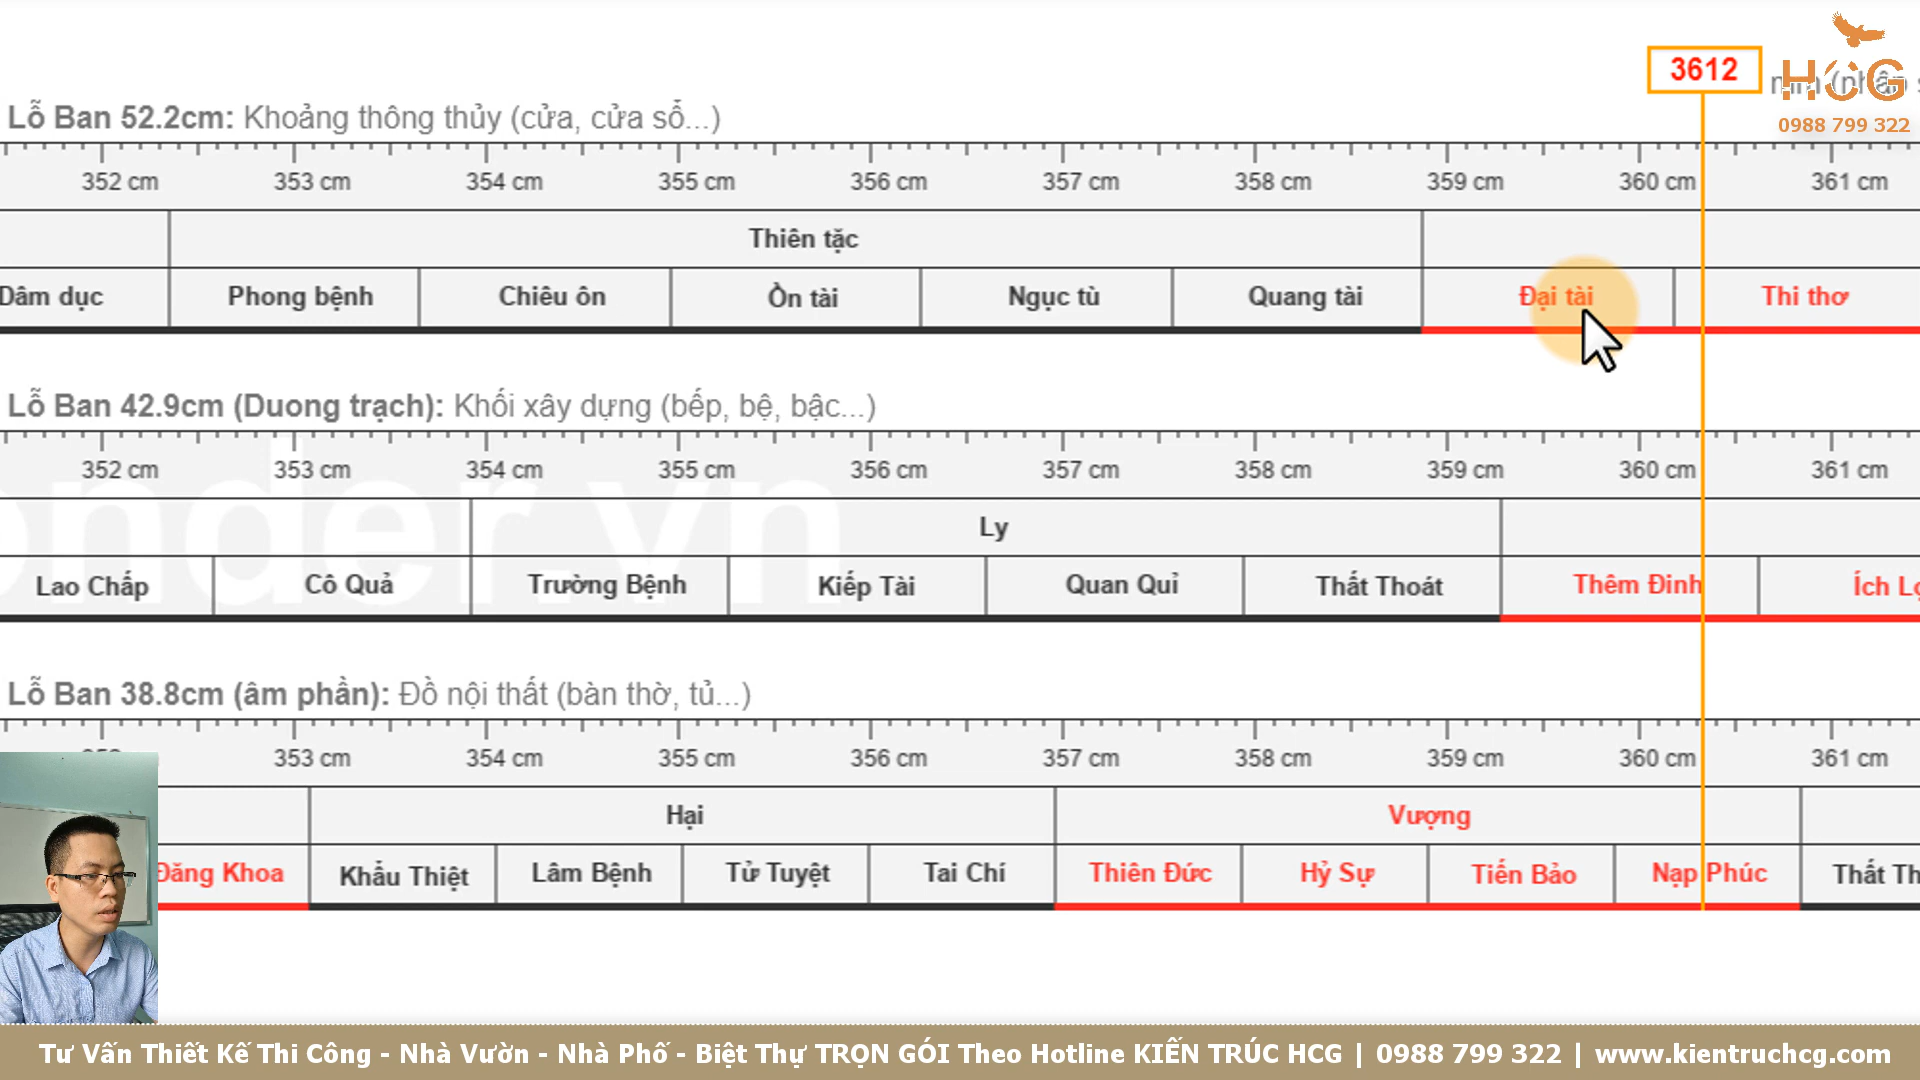 3612
HCG
0988 799 322
Lỗ Ban 52.2cm: Khoảng thông thủy (cửa, cửa sổ...)
352 cm 353 cm 354 cm 355 cm 356 cm 357 cm 358 cm 359 cm 360 cm 361 cm
Thiên tặc
Dâm dục Phong bệnh Chiêu ôn Ôn tài Ngục tù Quang tài Đại tài Thi thơ
Lỗ Ban 42.9cm (Duong trạch): Khối xây dựng (bếp, bệ, bậc...)
352 cm 353 cm 354 cm 355 cm 356 cm 357 cm 358 cm 359 cm 360 cm 361 cm
Ly
Lao Chấp Cô Quả Trường Bệnh Kiếp Tài Quan Quỉ Thất Thoát Thêm Đinh Ích
Lỗ Ban 38.8cm (âm phần): Đồ nội thất (bàn thờ, tủ...)
353 cm 354 cm 355 cm 356 cm 357 cm 358 cm 359 cm 360 cm 361 cm
Hại Vượng
Đăng Khoa Khẩu Thiệt Lâm Bệnh Tử Tuyệt Tai Chí Thiên Đức Hỷ Sự Tiến Bảo Nạp Phúc Thất
Tư Vấn Thiết Kế Thi Công - Nhà Vườn - Nhà Phố - Biệt Thự TRỌN GÓI Theo Hotline KIẾN TRÚC HCG | 0988 799 322 | www.kientruchcg.com